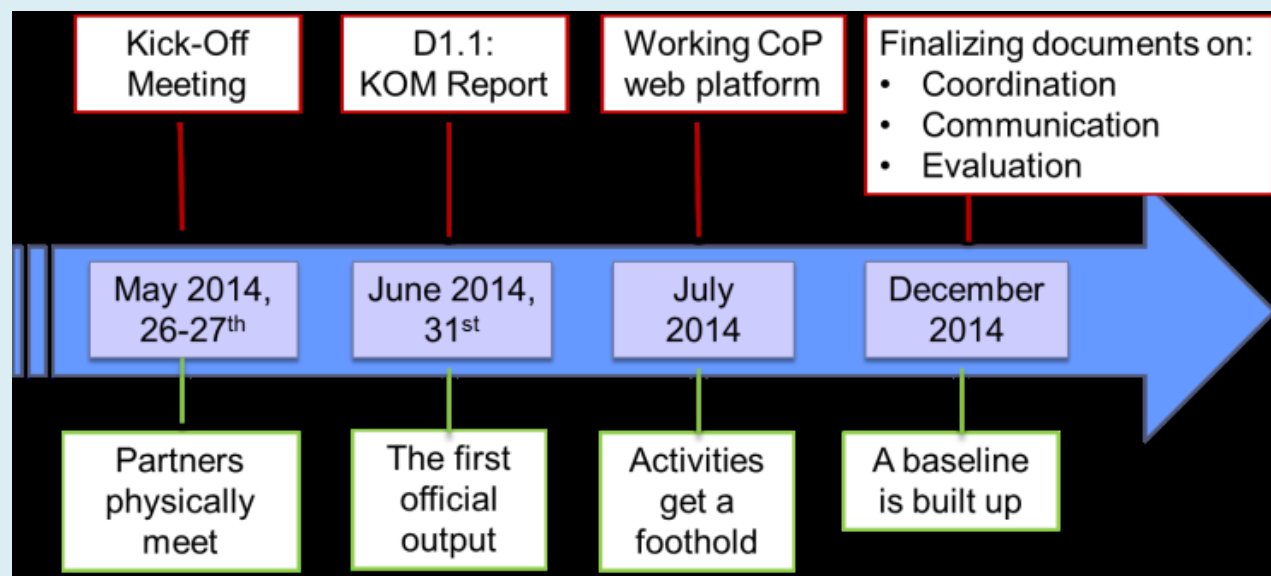 Kick-Off
Meeting
D1.1:
KOM Report
Working CoP
web platform
Finalizing documents on:
• Coordination
• Communication
• Evaluation
May 2014,
26-27th
June 2014,
31st
July
2014
December
2014
Partners
physically
meet
The first
official
output
Activities
get a
foothold
A baseline
is built up